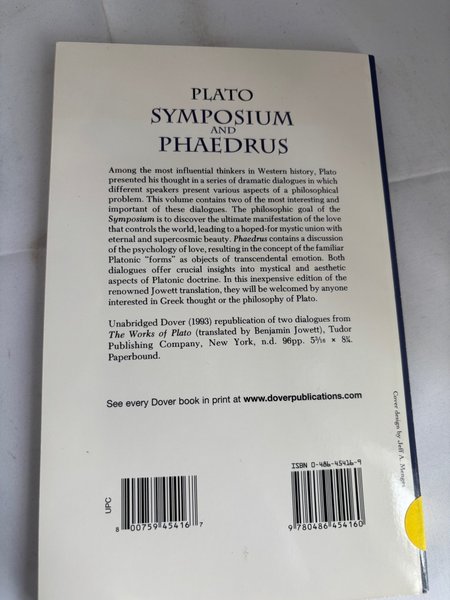 PLATO
SYMPOSIUM
AND
PHAEDRUS
Among the most influential thinkers in Western history, Plato
presented his thought in a series of dramatic dialogues in which
different speakers present various aspects of a philosophical
problem. This volume contains two of the most interesting and
important of these dialogues. The philosophic goal of the
Symposium is to discover the ultimate manifestation of the love
that controls the world, leading to a hoped-for mystic union with
eternal and supercosmic beauty. Phaedrus contains a discussion
of the psychology of love, resulting in the concept of the familiar
Platonic "forms" as objects of transcendental emotion. Both
dialogues offer crucial insights into mystical and aesthetic
aspects of Platonic doctrine. In this inexpensive edition of the
renowned Jowett translation, they will be welcomed by anyone
interested in Greek thought or the philosophy of Plato.
Unabridged Dover (1993) republication of two dialogues from
The Works of Plato (translated by Benjamin Jowett), Tudor
Publishing Company, New York, n.d. 96pp. 5³⁄₁₆ × 8¼.
Paperbound.
See every Dover book in print at www.doverpublications.com
Cover design by Jeff A. Menges
UPC
8 00759 45416 7
ISBN 0-486-45416-9
9 780486 454160